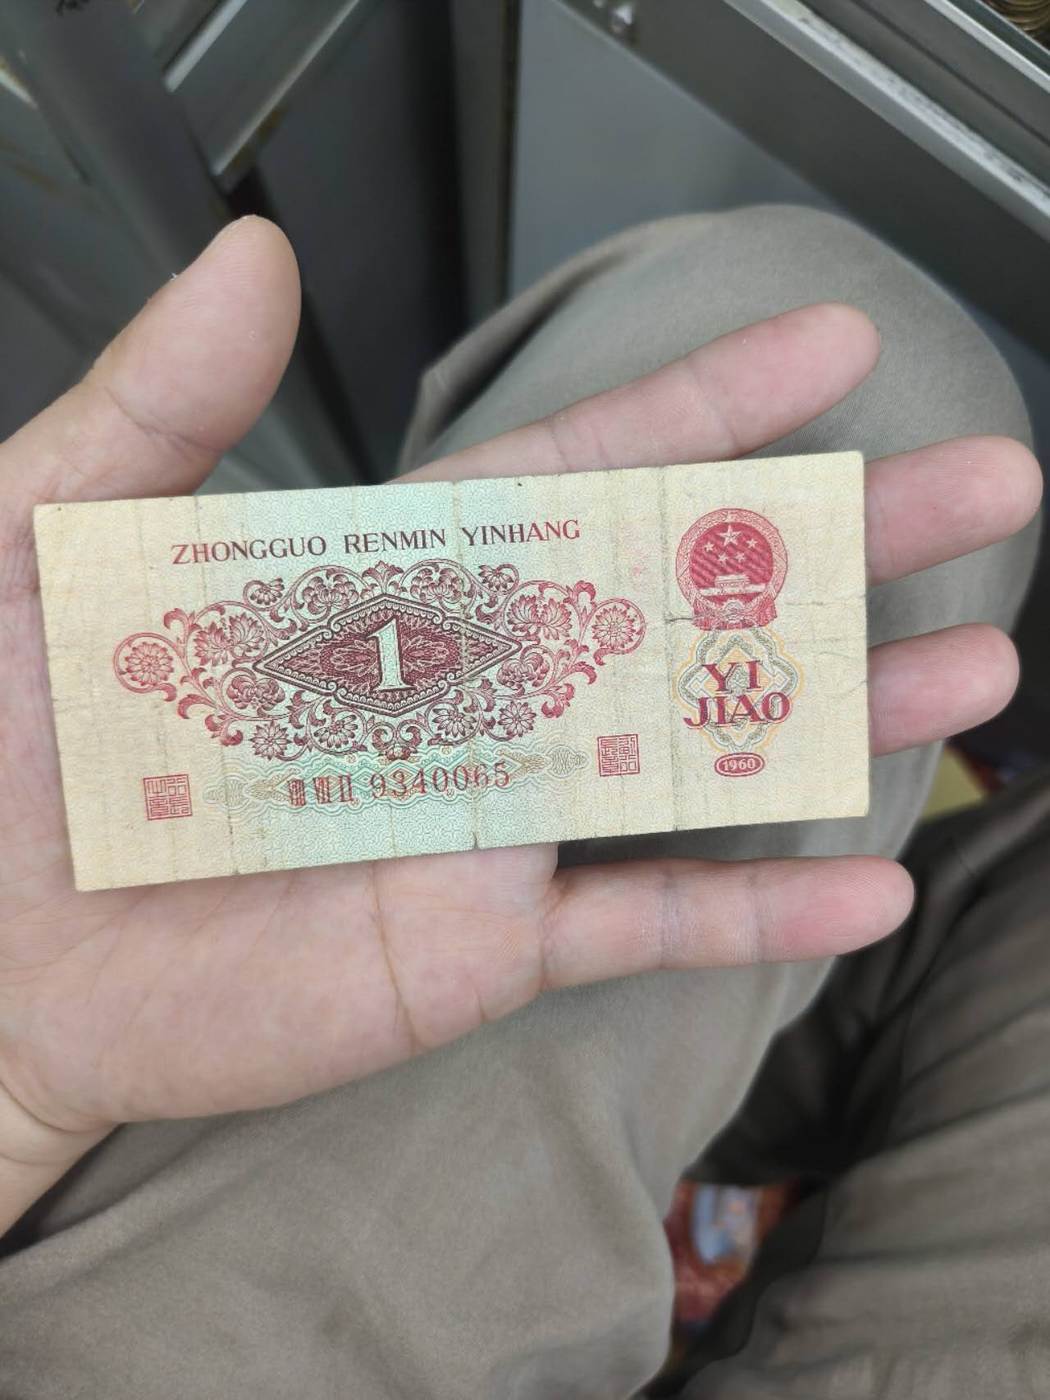 ZHONGGUO RENMIN YINHANG
1
9340065
YI
JIAO
1960